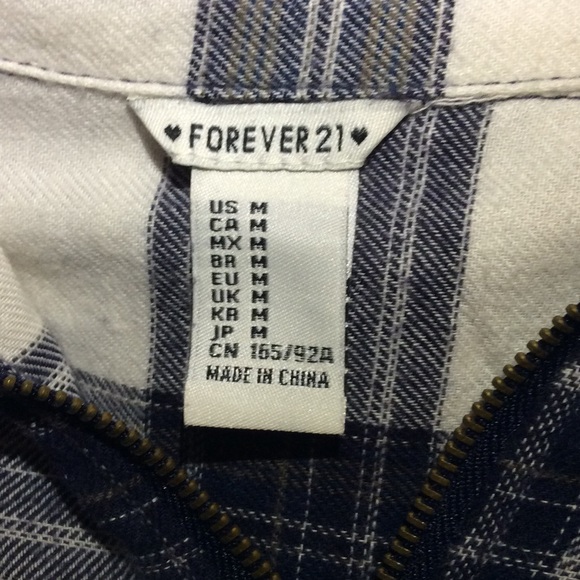 ♥ FOREVER 21 ♥
US M
CA M
MX M
BR M
EU M
UK M
KR M
JP M
CN 165/92A
MADE IN CHINA